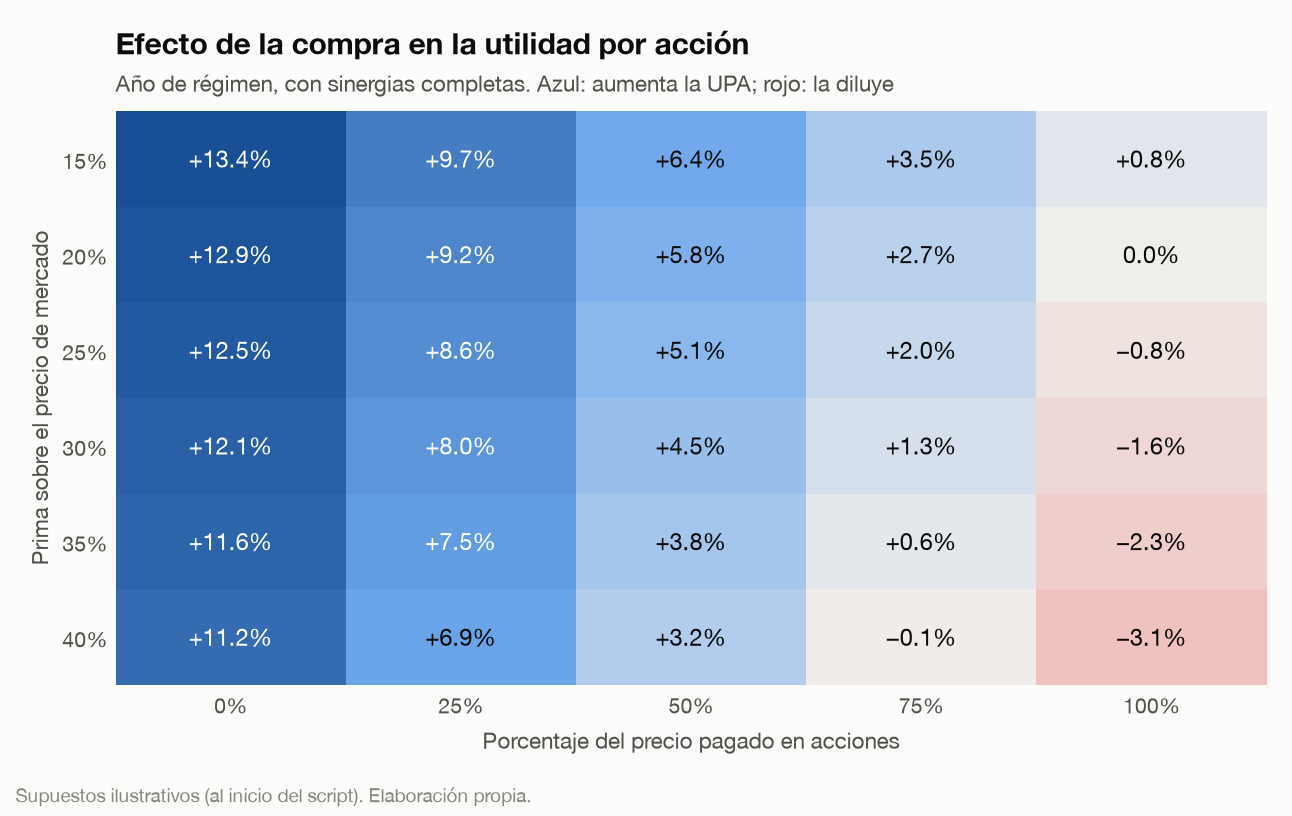 Efecto de la compra en la utilidad por acción
Año de régimen, con sinergias completas. Azul: aumenta la UPA; rojo: la diluye
Prima sobre el precio de mercado
15% +13.4% +9.7% +6.4% +3.5% +0.8%
20% +12.9% +9.2% +5.8% +2.7% 0.0%
25% +12.5% +8.6% +5.1% +2.0% −0.8%
30% +12.1% +8.0% +4.5% +1.3% −1.6%
35% +11.6% +7.5% +3.8% +0.6% −2.3%
40% +11.2% +6.9% +3.2% −0.1% −3.1%
0% 25% 50% 75% 100%
Porcentaje del precio pagado en acciones
Supuestos ilustrativos (al inicio del script). Elaboración propia.